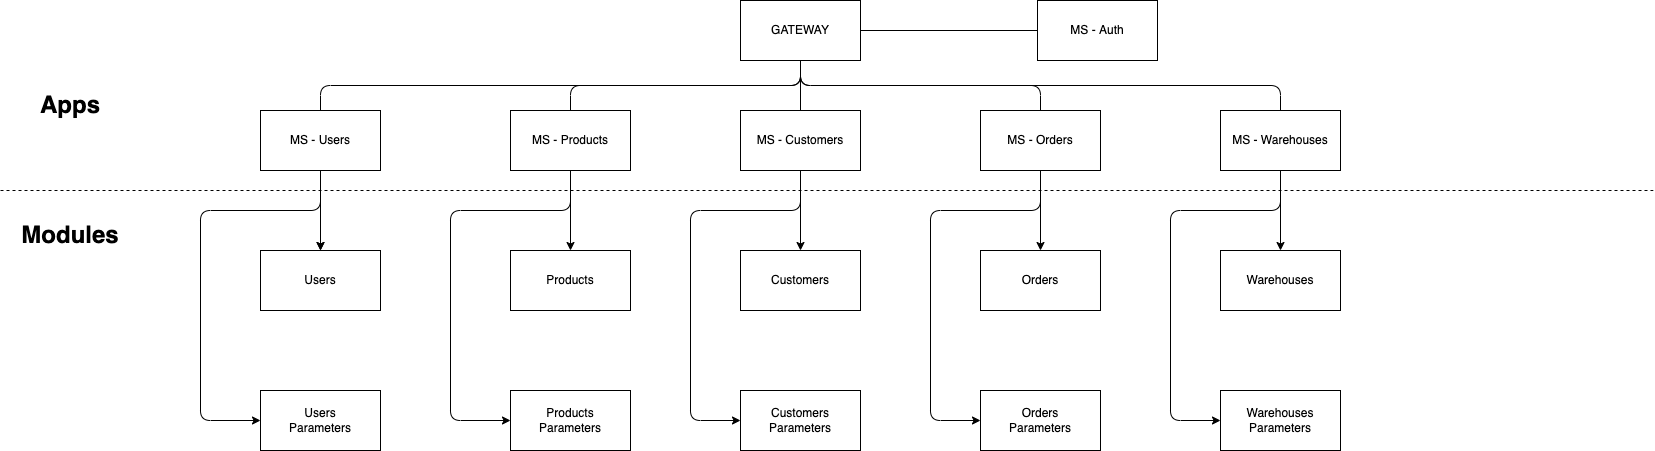 GATEWAY
MS - Auth
Apps
MS - Users
MS - Products
MS - Customers
MS - Orders
MS - Warehouses
Modules
Users
Products
Customers
Orders
Warehouses
Users
Parameters
Products
Parameters
Customers
Parameters
Orders
Parameters
Warehouses
Parameters